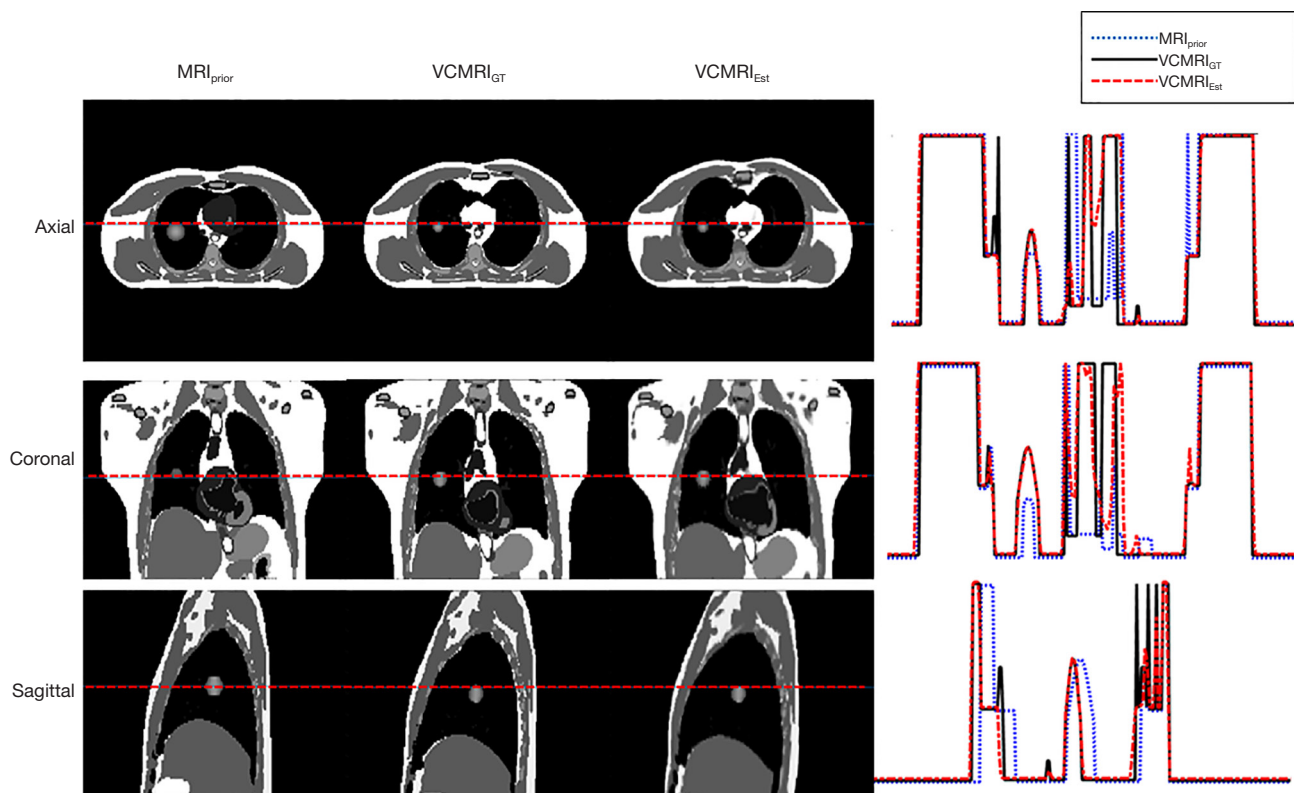 MRIprior
VCMRIGT
VCMRIEst
MRIprior
VCMRIGT
VCMRIEst
Axial
Coronal
Sagittal